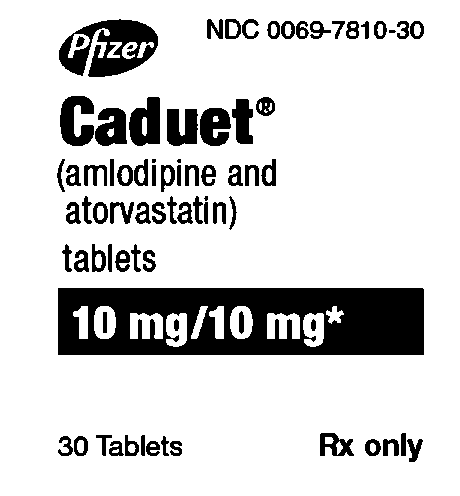 Pfizer
NDC 0069-7810-30
Caduet®
(amlodipine and
atorvastatin)
tablets
10 mg/10 mg*
30 Tablets
Rx only